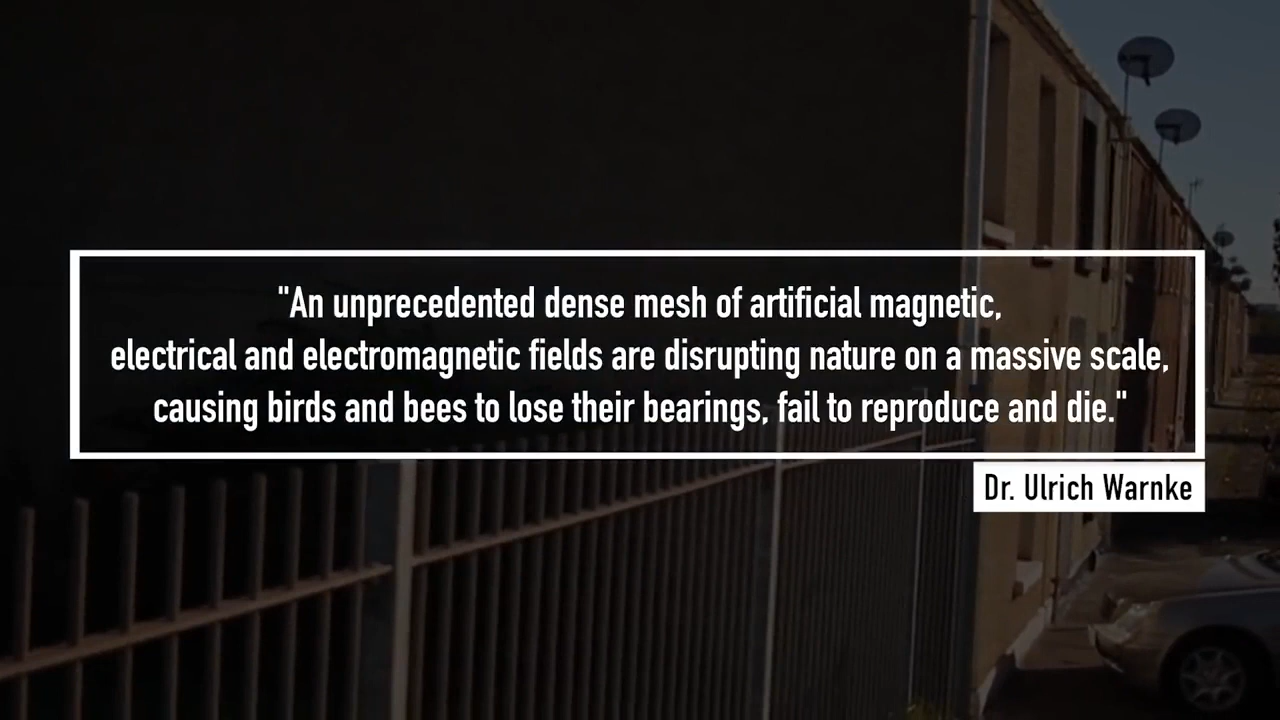 "An unprecedented dense mesh of artificial magnetic,
electrical and electromagnetic fields are disrupting nature on a massive scale,
causing birds and bees to lose their bearings, fail to reproduce and die."
Dr. Ulrich Warnke